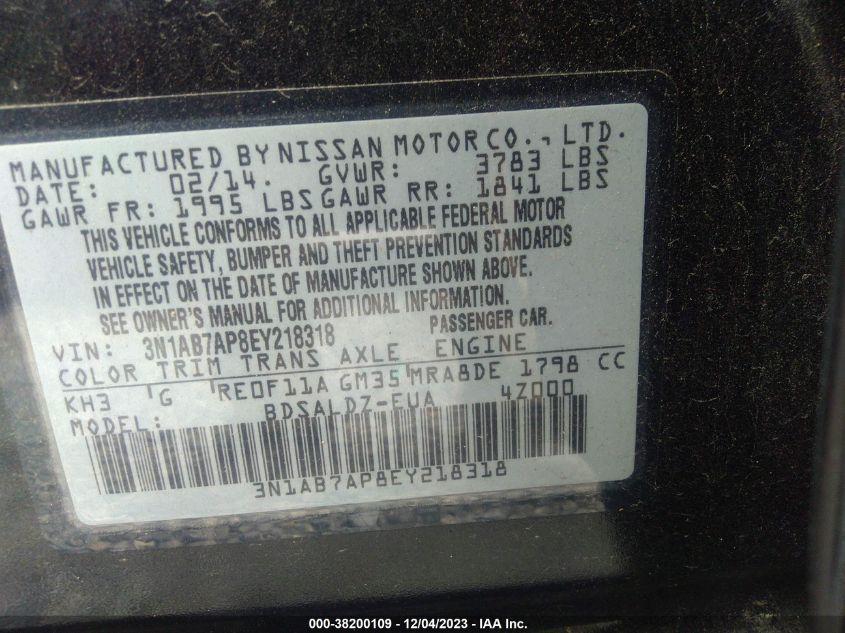 MANUFACTURED BY NISSAN MOTOR CO., LTD.
DATE: 02/14. GVWR: 3783 LBS
GAWR FR: 1995 LBS GAWR RR: 1841 LBS
THIS VEHICLE CONFORMS TO ALL APPLICABLE FEDERAL MOTOR
VEHICLE SAFETY, BUMPER AND THEFT PREVENTION STANDARDS
IN EFFECT ON THE DATE OF MANUFACTURE SHOWN ABOVE.
SEE OWNER'S MANUAL FOR ADDITIONAL INFORMATION.
VIN: 3N1AB7AP8EY218318 PASSENGER CAR.
COLOR TRIM TRANS AXLE ENGINE
KH3 G RE0F11A GM35 MRA8DE 1798 CC
MODEL: BDSALDZ-EUA 4Z000
3N1AB7AP8EY218318
000-38200109 - 12/04/2023 - IAA Inc.